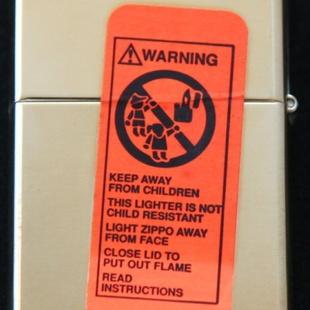 WARNING
KEEP AWAY
FROM CHILDREN
THIS LIGHTER IS NOT
CHILD RESISTANT
LIGHT ZIPPO AWAY
FROM FACE
CLOSE LID TO
PUT OUT FLAME
READ
INSTRUCTIONS